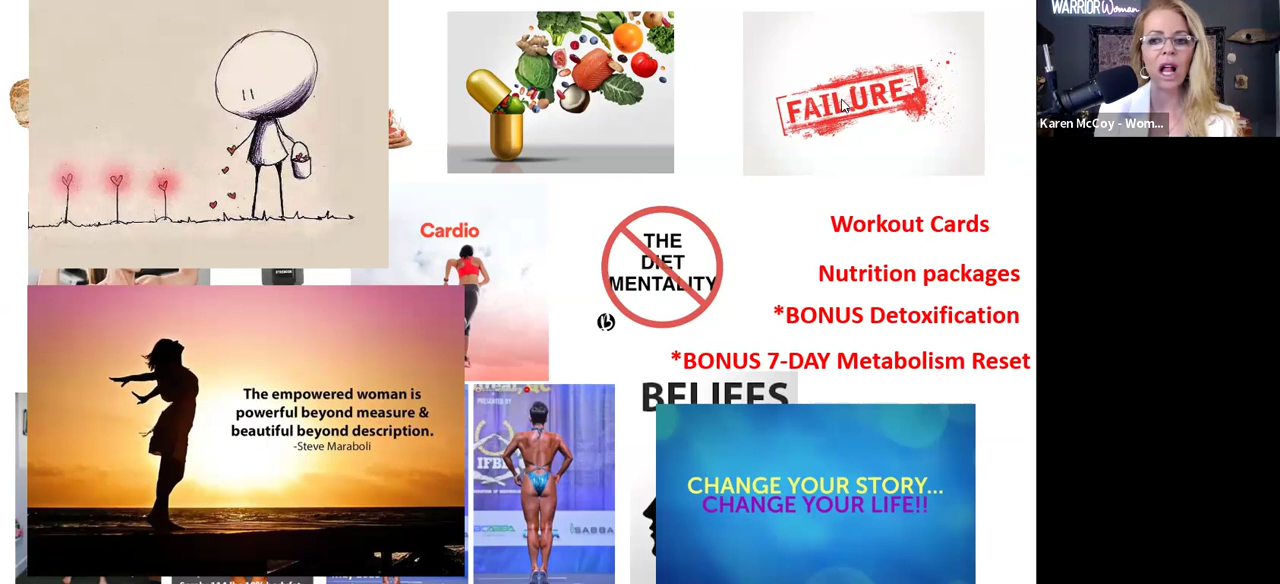 WARRIOR Woman
FAILURE
Karen McCoy - Wom...
Cardio
THE
DIET
MENTALITY
Workout Cards
Nutrition packages
*BONUS Detoxification
*BONUS 7-DAY Metabolism Reset
BELIEFS
The empowered woman is
powerful beyond measure &
beautiful beyond description.
-Steve Maraboli
PRESENTED BY
IFBB
CHANGE YOUR STORY...
CHANGE YOUR LIFE!!